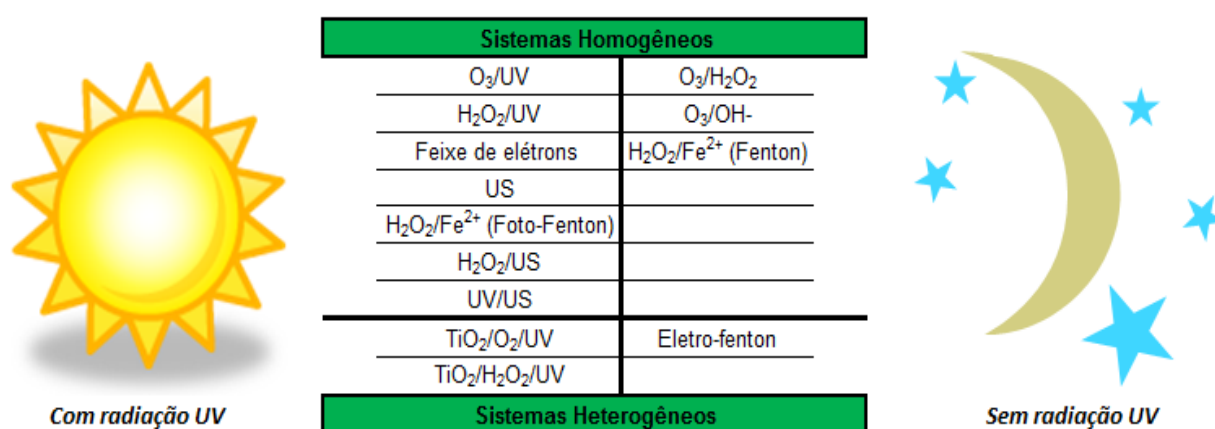 Sistemas Homogêneos
O₃/UV O₃/H₂O₂
H₂O₂/UV O₃/OH-
Feixe de elétrons H₂O₂/Fe²⁺ (Fenton)
US
H₂O₂/Fe²⁺ (Foto-Fenton)
H₂O₂/US
UV/US
TiO₂/O₂/UV Eletro-fenton
TiO₂/H₂O₂/UV
Sistemas Heterogêneos
Com radiação UV
Sem radiação UV